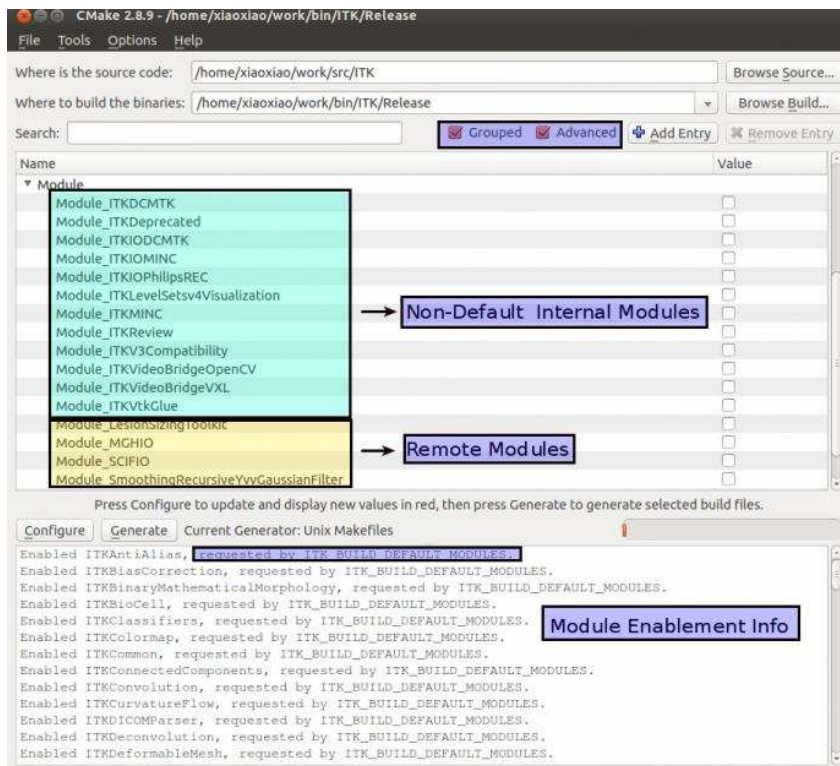 CMake 2.8.9 - /home/xiaoxiao/work/bin/ITK/Release
File Tools Options Help
Where is the source code: /home/xiaoxiao/work/src/ITK Browse Source...
Where to build the binaries: /home/xiaoxiao/work/bin/ITK/Release Browse Build...
Search: Grouped Advanced Add Entry Remove Entry
Name Value
Module
Module_ITKDCMTK
Module_ITKDeprecated
Module_ITKIODCMTK
Module_ITKIOMINC
Module_ITKIOPhilipsREC
Module_ITKLevelSetsv4Visualization
Module_ITKMINC
Non-Default Internal Modules
Module_ITKReview
Module_ITKV3Compatibility
Module_ITKVideoBridgeOpenCV
Module_ITKVideoBridgeVXL
Module_ITKVtkGlue
Module_LesionSizingToolkit
Module_MGHIO
Remote Modules
Module_SCIFIO
Module_SmoothingRecursiveYvvGaussianFilter
Press Configure to update and display new values in red, then press Generate to generate selected build files.
Configure Generate Current Generator: Unix Makefiles
Enabled ITKAntiAlias, requested by ITK_BUILD_DEFAULT_MODULES.
Enabled ITKBiasCorrection, requested by ITK_BUILD_DEFAULT_MODULES.
Enabled ITKBinaryMathematicalMorphology, requested by ITK_BUILD_DEFAULT_MODULES.
Enabled ITKBioCell, requested by ITK_BUILD_DEFAULT_MODULES.
Enabled ITKClassifiers, requested by ITK_BUILD_DEFAULT_MODULES.
Module Enablement Info
Enabled ITKColormap, requested by ITK_BUILD_DEFAULT_MODULES.
Enabled ITKCommon, requested by ITK_BUILD_DEFAULT_MODULES.
Enabled ITKConnectedComponents, requested by ITK_BUILD_DEFAULT_MODULES.
Enabled ITKConvolution, requested by ITK_BUILD_DEFAULT_MODULES.
Enabled ITKCurvatureFlow, requested by ITK_BUILD_DEFAULT_MODULES.
Enabled ITKDICOMParser, requested by ITK_BUILD_DEFAULT_MODULES.
Enabled ITKDeconvolution, requested by ITK_BUILD_DEFAULT_MODULES.
Enabled ITKDeformableMesh, requested by ITK_BUILD_DEFAULT_MODULES.